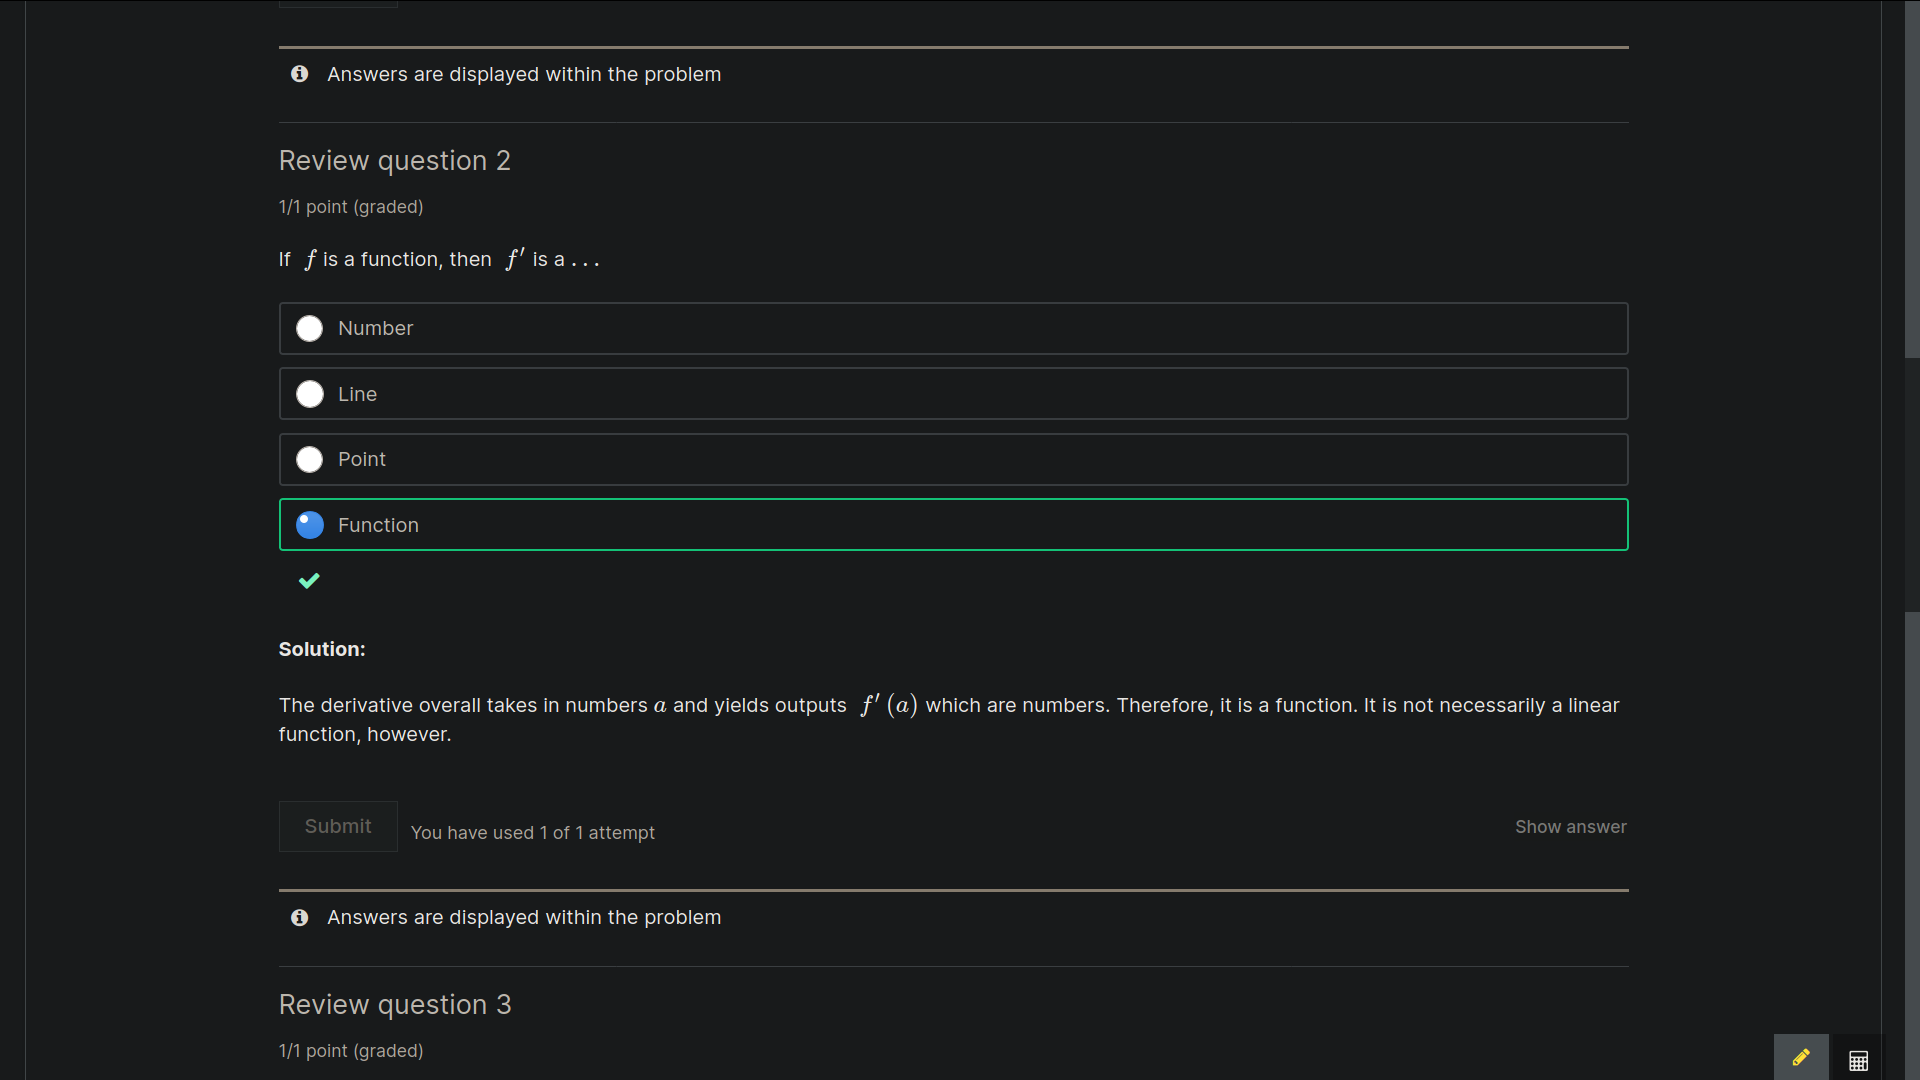 Answers are displayed within the problem
Review question 2
1/1 point (graded)
If f is a function, then f′ is a . . .
Number
Line
Point
Function
Solution:
The derivative overall takes in numbers a and yields outputs f′ (a) which are numbers. Therefore, it is a function. It is not necessarily a linear
function, however.
Submit
You have used 1 of 1 attempt
Show answer
Answers are displayed within the problem
Review question 3
1/1 point (graded)